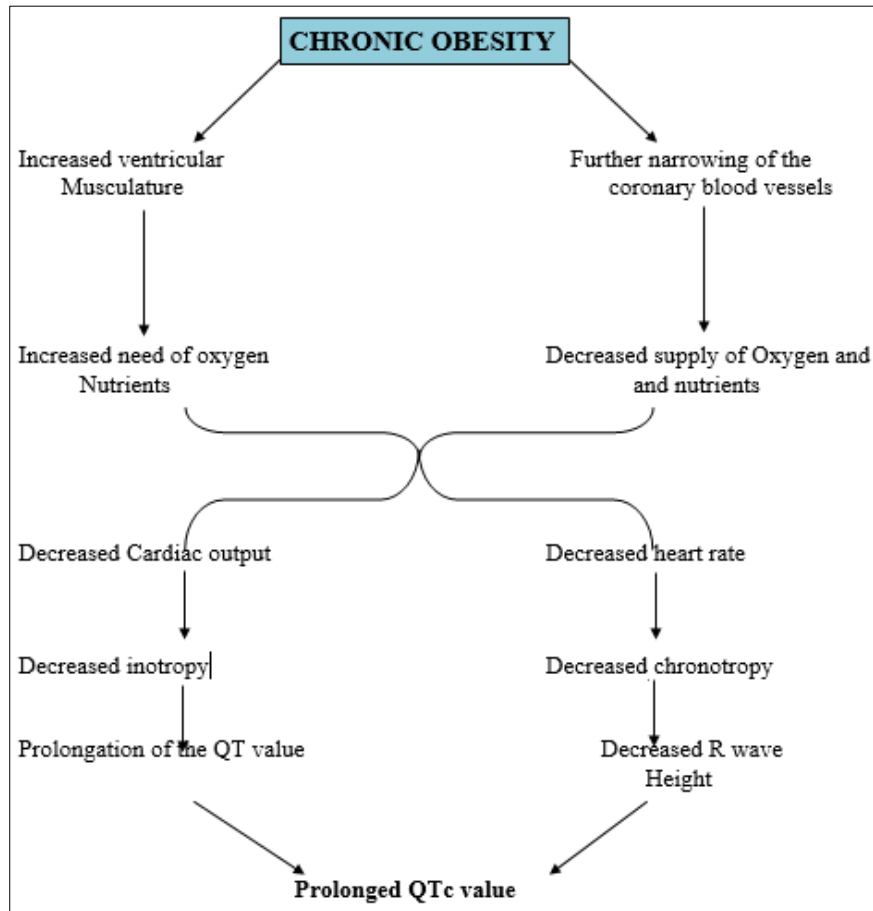 CHRONIC OBESITY
Increased ventricular
Musculature
Further narrowing of the
coronary blood vessels
Increased need of oxygen
Nutrients
Decreased supply of Oxygen and
and nutrients
Decreased Cardiac output
Decreased heart rate
Decreased inotropy
Decreased chronotropy
Prolongation of the QT value
Decreased R wave
Height
Prolonged QTc value